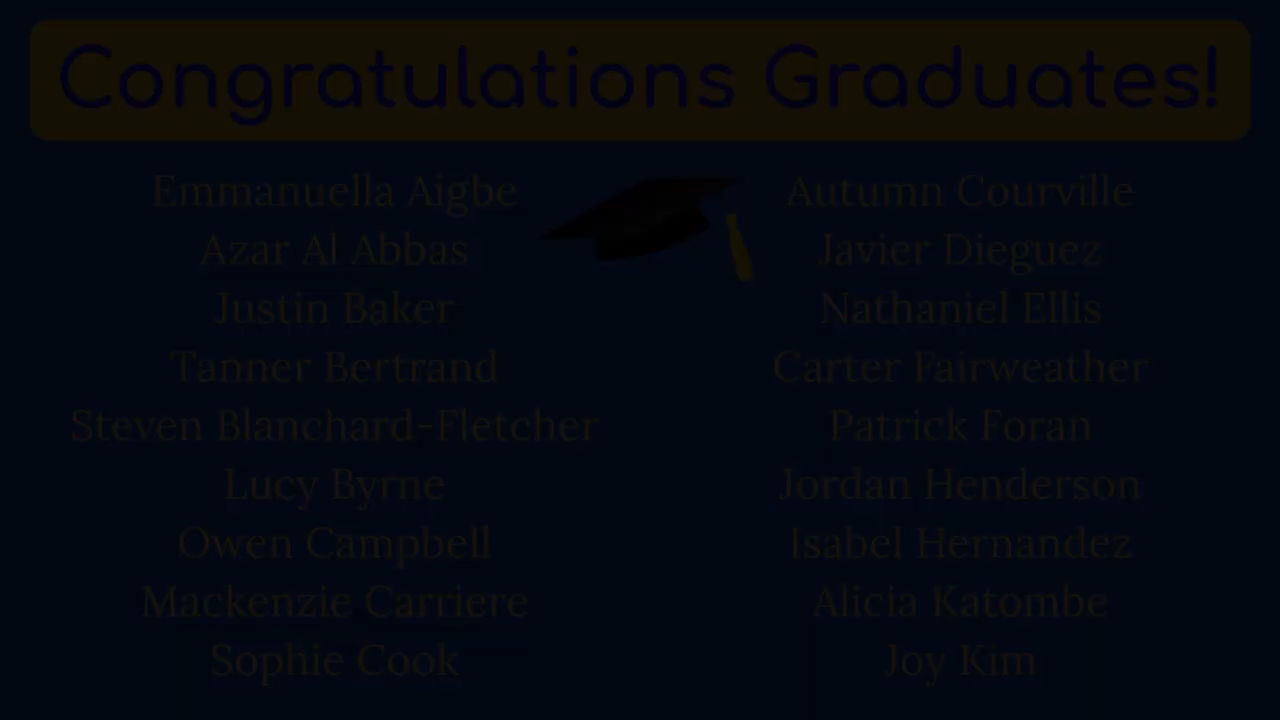 Congratulations Graduates!
Emmanuella Aigbe
Azar Al Abbas
Justin Baker
Tanner Bertrand
Steven Blanchard-Fletcher
Lucy Byrne
Owen Campbell
Mackenzie Carriere
Sophie Cook
Autumn Courville
Javier Dieguez
Nathaniel Ellis
Carter Fairweather
Patrick Foran
Jordan Henderson
Isabel Hernandez
Alicia Katombe
Joy Kim